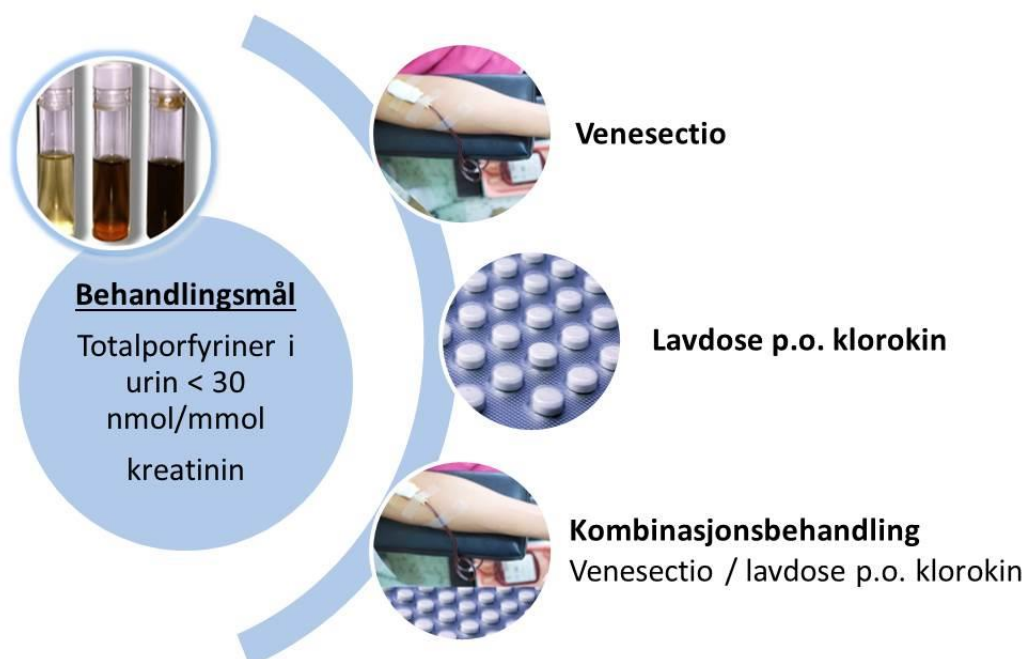 Behandlingsmål
Totalporfyriner i
urin < 30
nmol/mmol
kreatinin
Venesectio
Lavdose p.o. klorokin
Kombinasjonsbehandling
Venesectio / lavdose p.o. klorokin